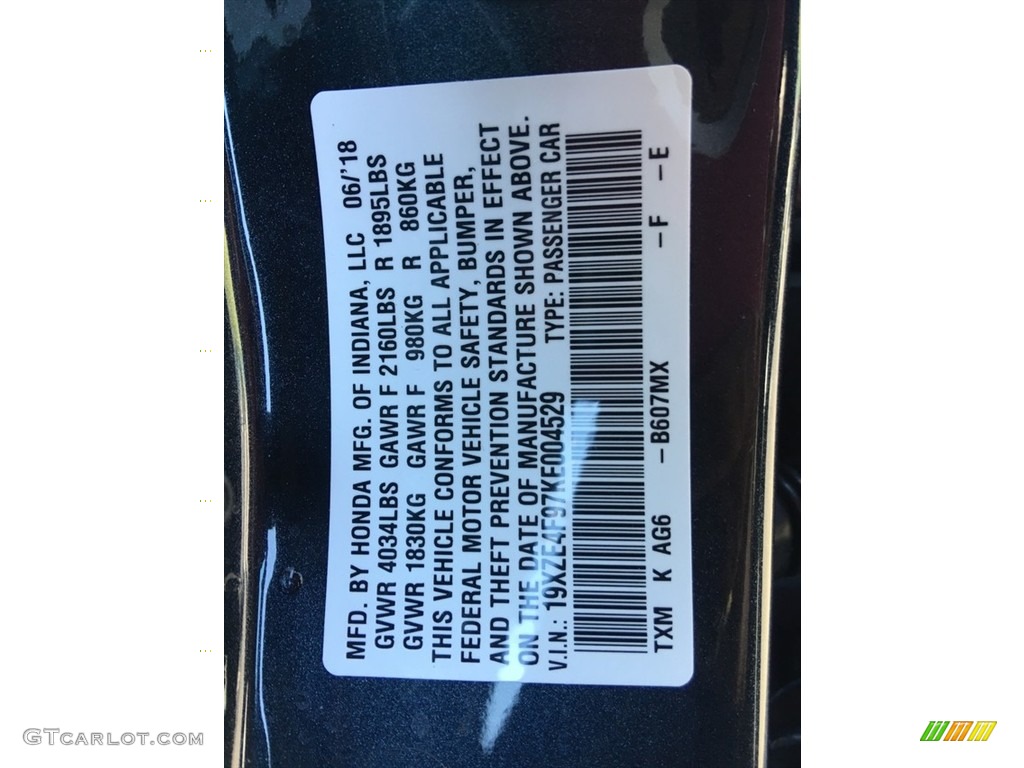 MFD. BY HONDA MFG. OF INDIANA, LLC 06/'18
GVWR 4034LBS GAWR F 2160LBS R 1895LBS
GVWR 1830KG GAWR F 980KG R 860KG
THIS VEHICLE CONFORMS TO ALL APPLICABLE
FEDERAL MOTOR VEHICLE SAFETY, BUMPER,
AND THEFT PREVENTION STANDARDS IN EFFECT
ON THE DATE OF MANUFACTURE SHOWN ABOVE.
V.I.N.: 19XZE4F97KE004529 TYPE: PASSENGER CAR
TXM K AG6 -B607MX -F -E
GTcarlot.com